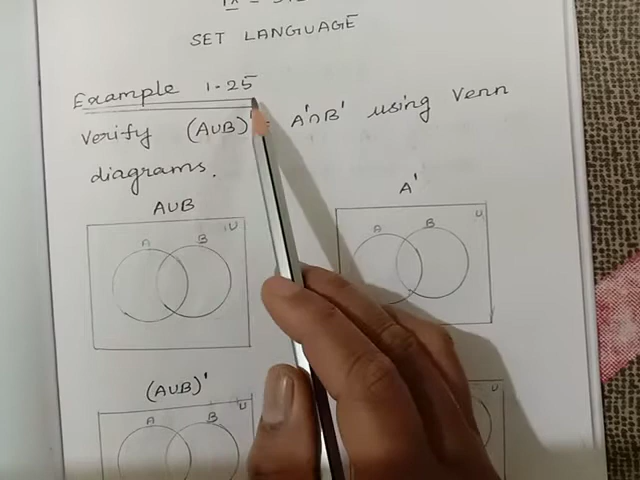 SET LANGUAGE
Example 1.25
Verify (AUB)' = A'∩B' using Venn
diagrams.
AUB
A'
U
A B
U
A B
(AUB)'
U
A B
U